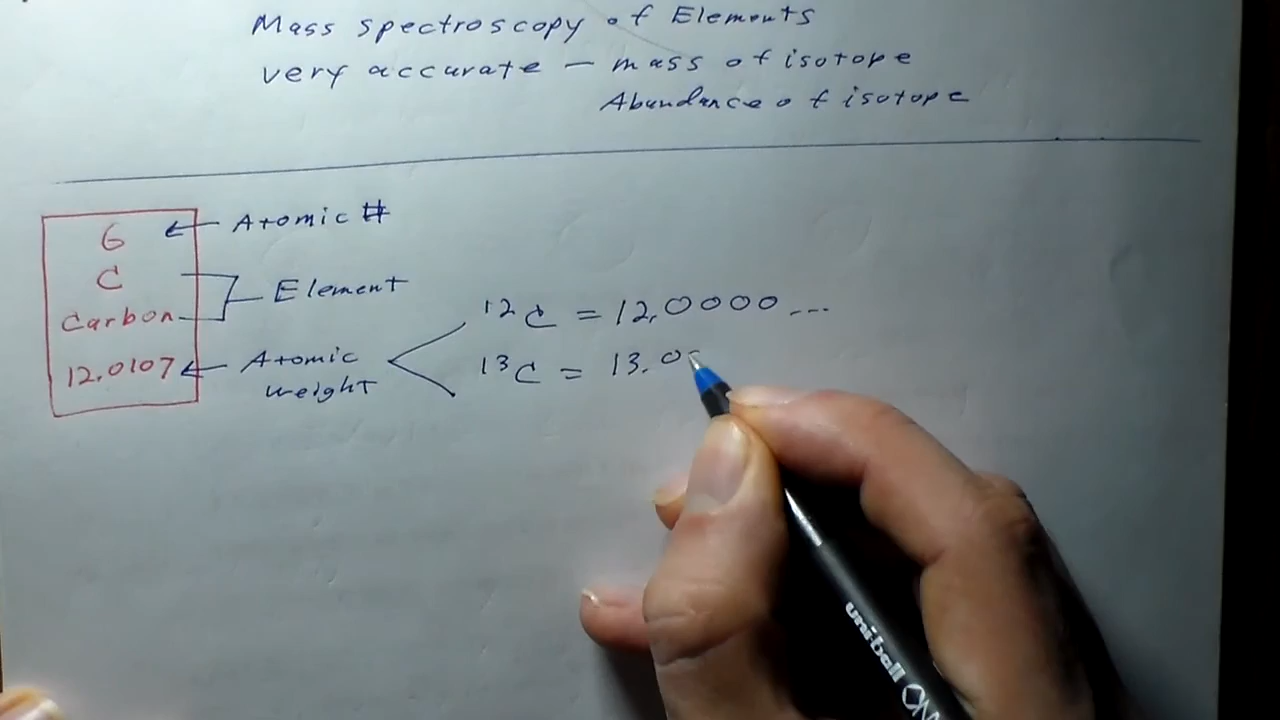 Mass spectroscopy of Elements
very accurate — mass of isotope
Abundance of isotope
6
Atomic #
C
Element
Carbon
12.0107
Atomic
weight
12C = 12.0000...
13C = 13.0
uniball